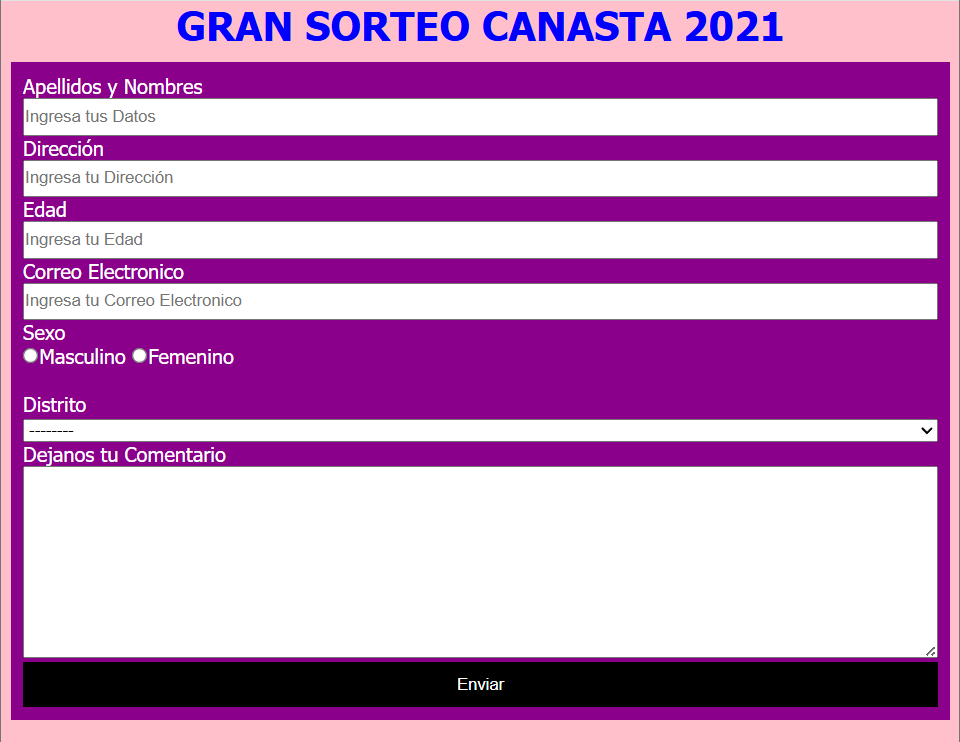 GRAN SORTEO CANASTA 2021
Apellidos y Nombres
Ingresa tus Datos
Dirección
Ingresa tu Dirección
Edad
Ingresa tu Edad
Correo Electronico
Ingresa tu Correo Electronico
Sexo
Masculino Femenino
Distrito
--------
Dejanos tu Comentario
Enviar